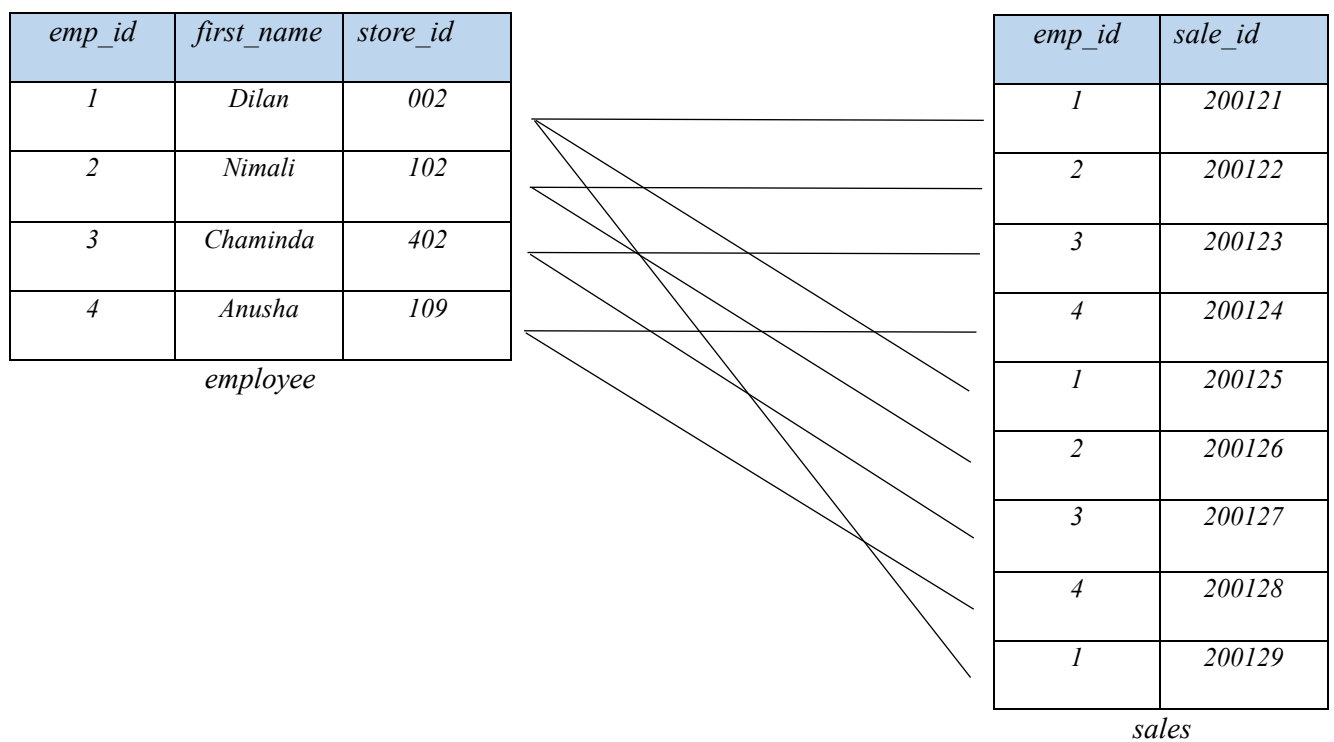 emp_id first_name store_id
1 Dilan 002
2 Nimali 102
3 Chaminda 402
4 Anusha 109
employee
emp_id sale_id
1 200121
2 200122
3 200123
4 200124
1 200125
2 200126
3 200127
4 200128
1 200129
sales